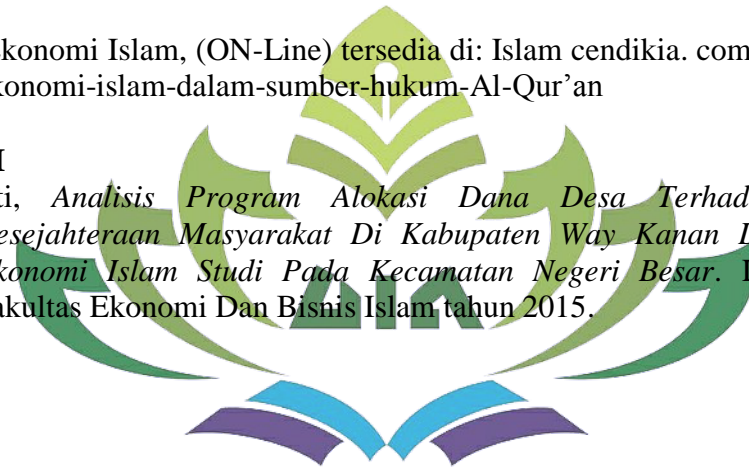 konomi Islam, (ON-Line) tersedia di: Islam cendikia. com
konomi-islam-dalam-sumber-hukum-Al-Qur'an
ti, Analisis Program Alokasi Dana Desa Terhad
esejahteraan Masyarakat Di Kabupaten Way Kanan
konomi Islam Studi Pada Kecamatan Negeri Besar.
akultas Ekonomi Dan Bisnis Islam tahun 2015.